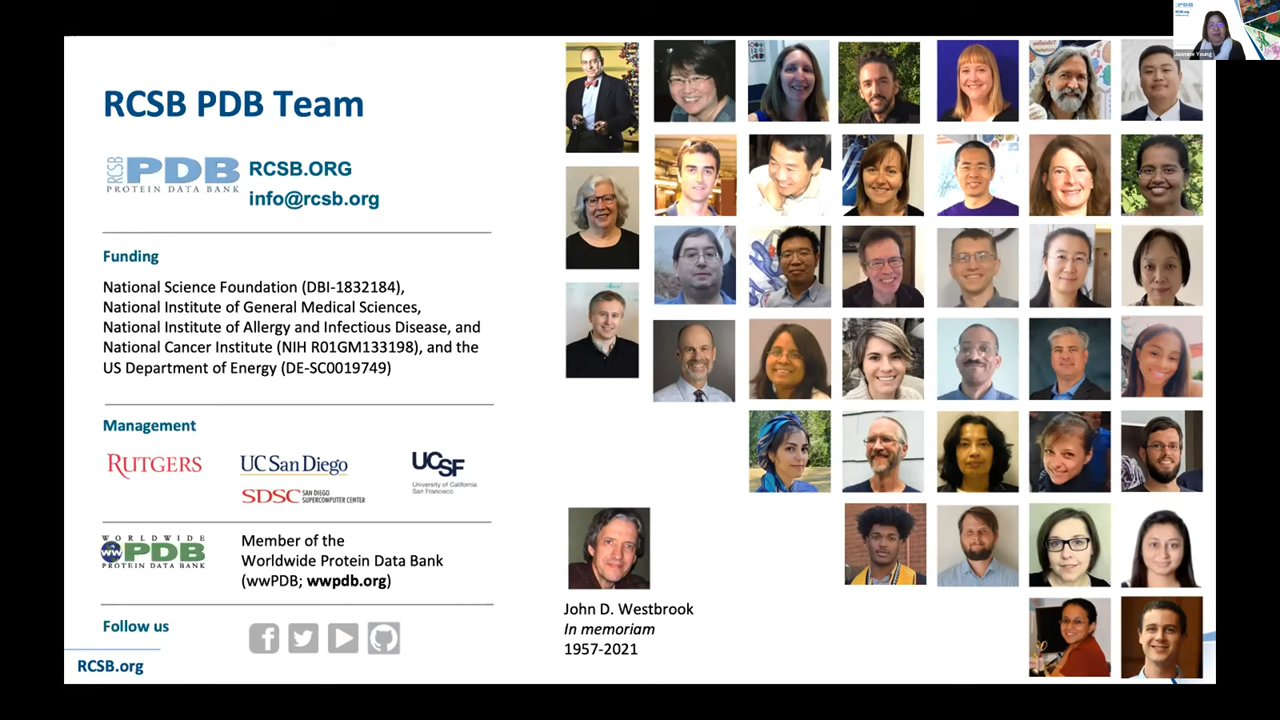 RCSB PDB Team
RCSB
PDB
PROTEIN DATA BANK
RCSB.ORG
info@rcsb.org
Funding
National Science Foundation (DBI-1832184),
National Institute of General Medical Sciences,
National Institute of Allergy and Infectious Disease, and
National Cancer Institute (NIH R01GM133198), and the
US Department of Energy (DE-SC0019749)
Management
RUTGERS
UC San Diego
SDSC SAN DIEGO
SUPERCOMPUTER CENTER
UCSF
University of California
San Francisco
WORLDWIDE
PDB
PROTEIN DATA BANK
Member of the
Worldwide Protein Data Bank
(wwPDB; wwpdb.org)
Follow us
RCSB.org
John D. Westbrook
In memoriam
1957-2021
PDB
Jasmine Young